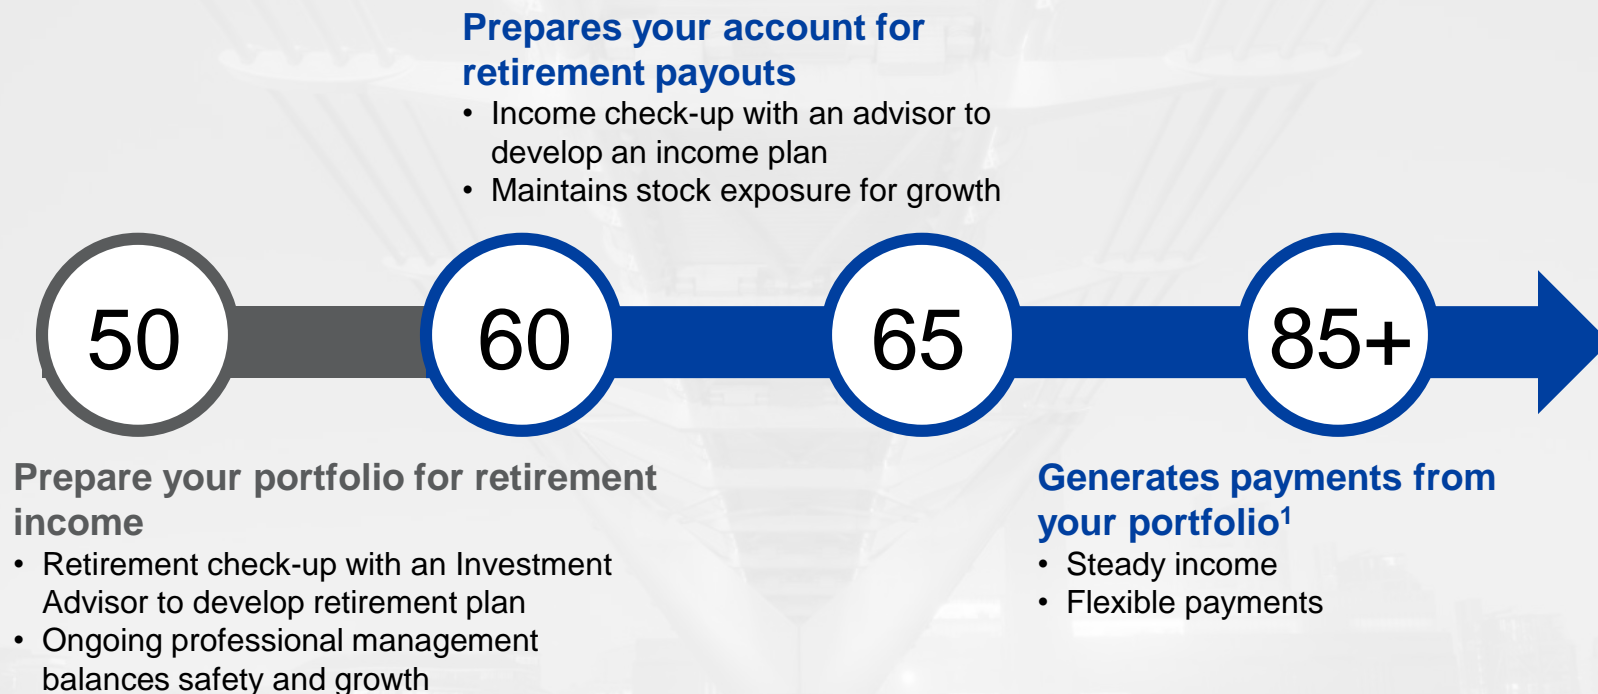 Prepares your account for
retirement payouts
• Income check-up with an advisor to
develop an income plan
• Maintains stock exposure for growth
50
60
65
85+
Prepare your portfolio for retirement
income
• Retirement check-up with an Investment
Advisor to develop retirement plan
• Ongoing professional management
balances safety and growth
Generates payments from
your portfolio¹
• Steady income
• Flexible payments